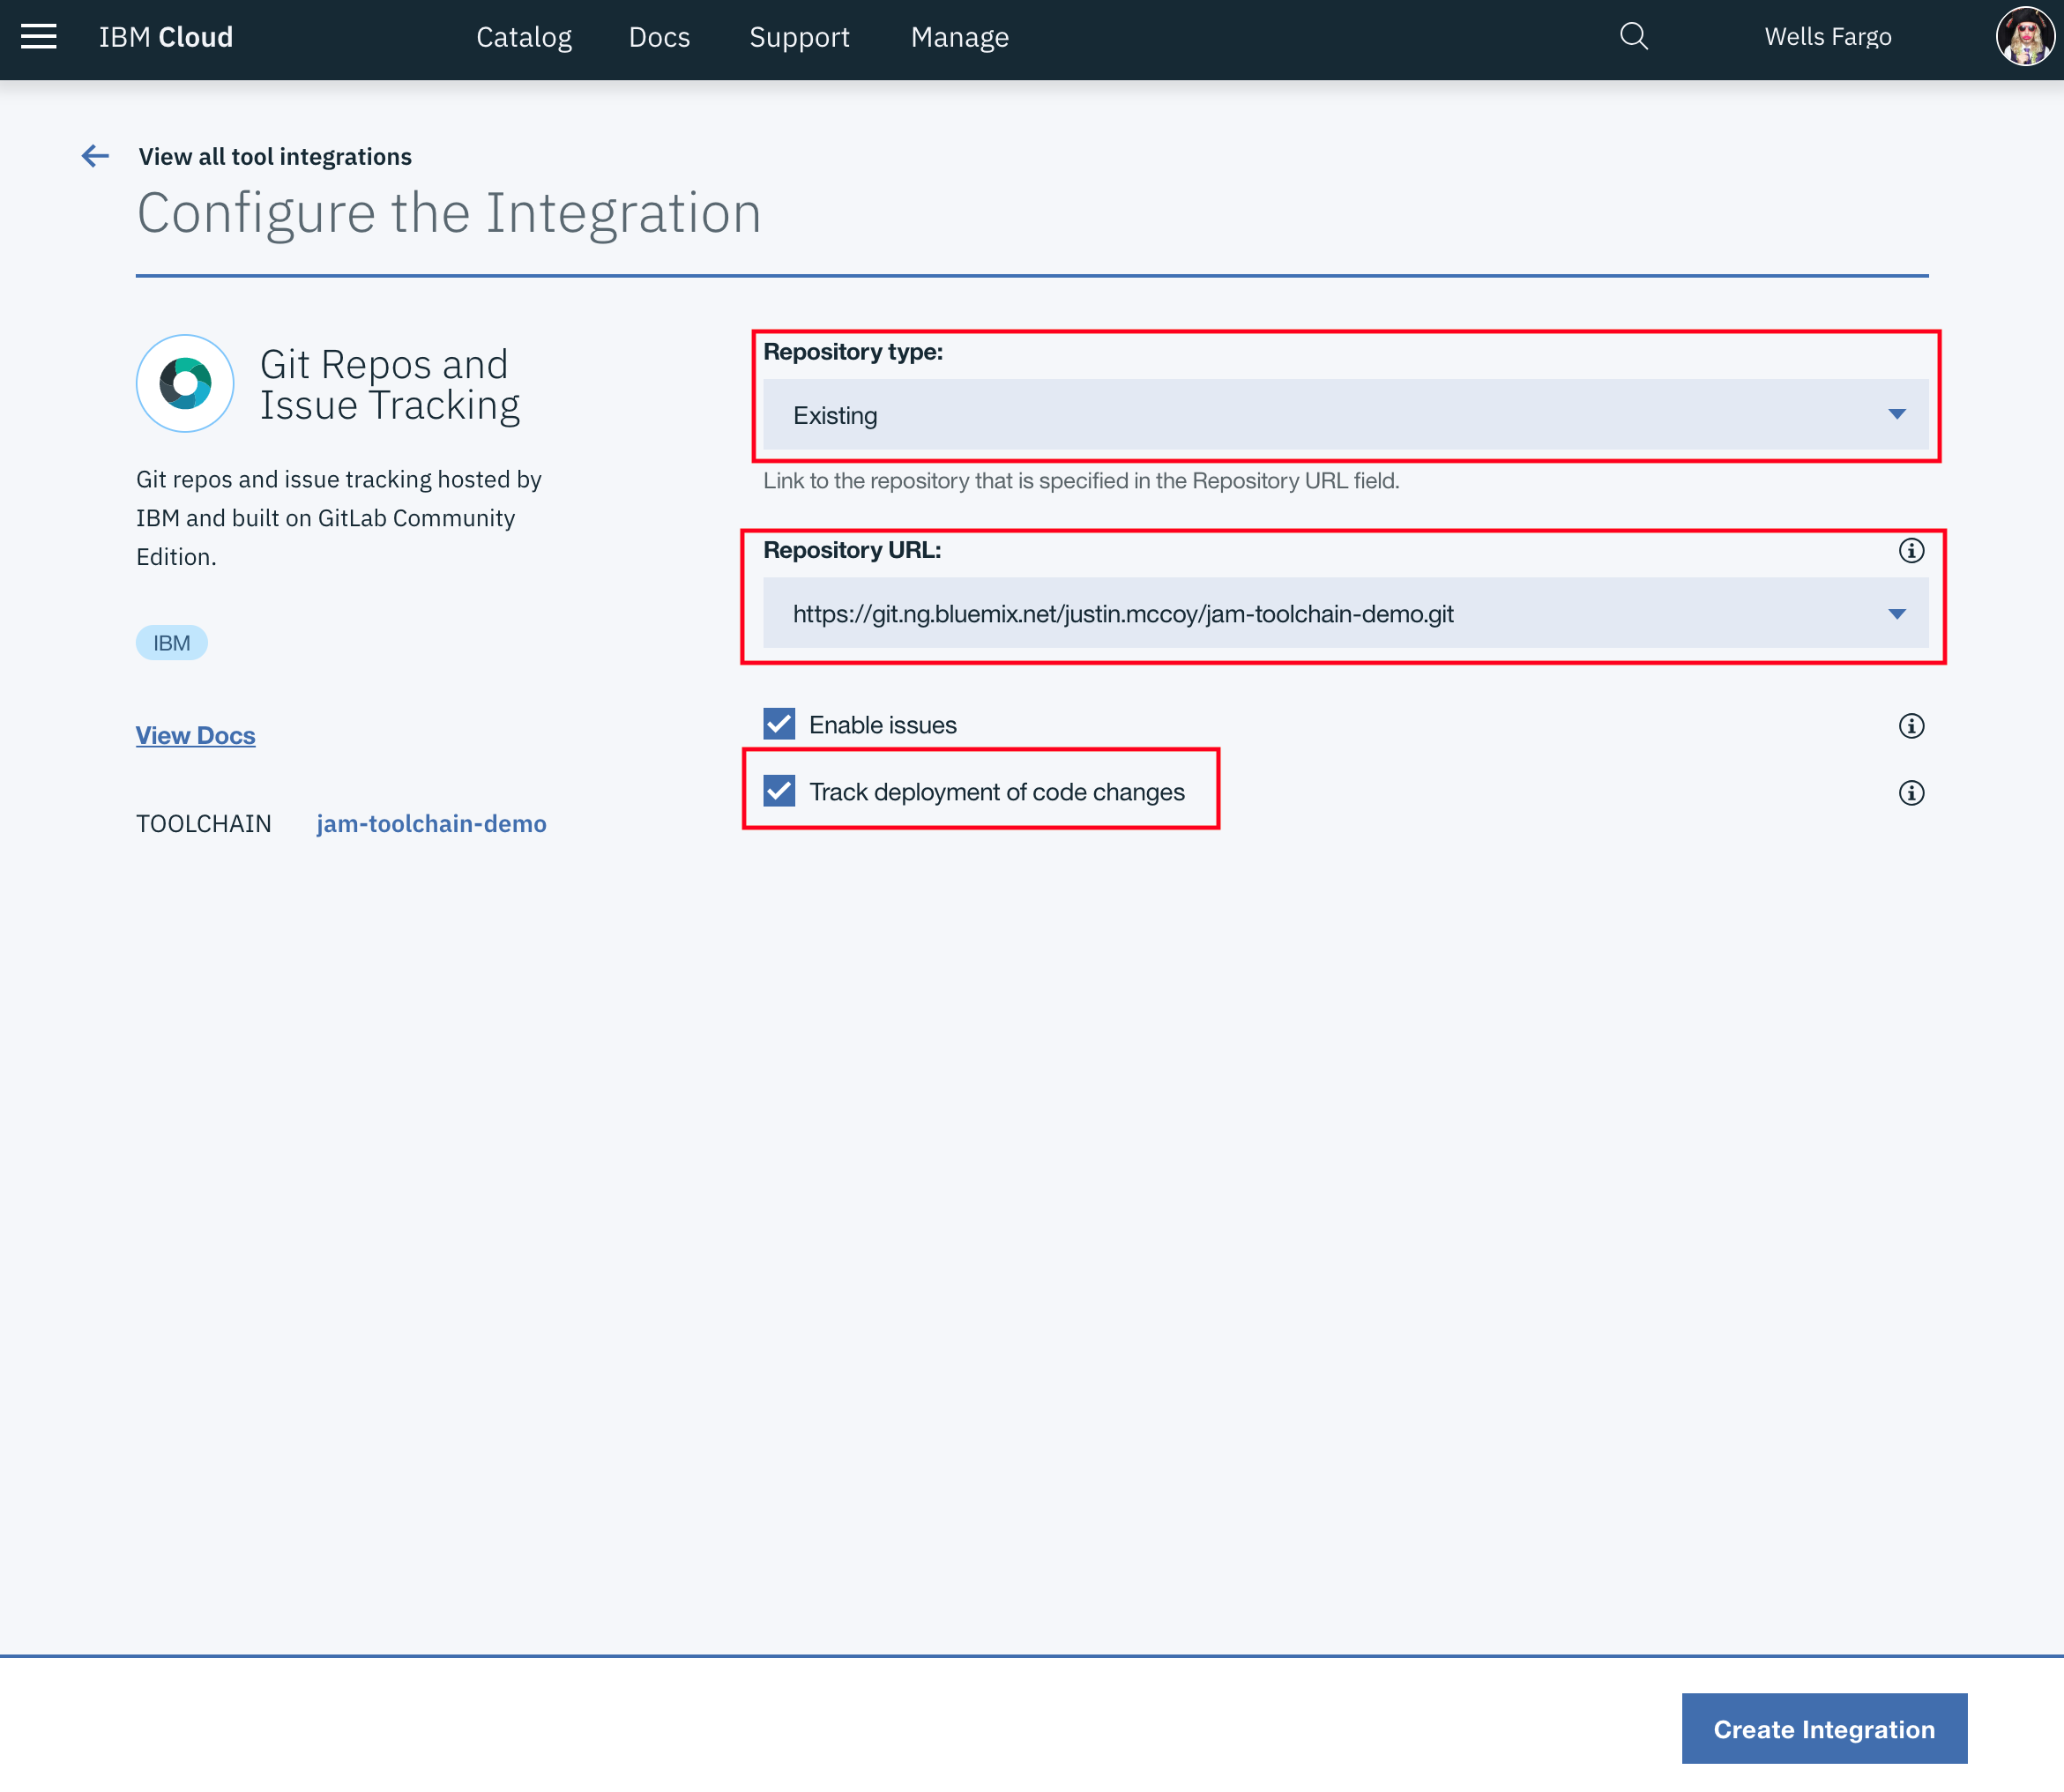 IBM Cloud
Catalog
Docs
Support
Manage
Wells Fargo
View all tool integrations
Configure the Integration
Git Repos and
Issue Tracking
Git repos and issue tracking hosted by
IBM and built on GitLab Community
Edition.
IBM
View Docs
TOOLCHAIN jam-toolchain-demo
Repository type:
Existing
Link to the repository that is specified in the Repository URL field.
Repository URL:
https://git.ng.bluemix.net/justin.mccoy/jam-toolchain-demo.git
Enable issues
Track deployment of code changes
Create Integration